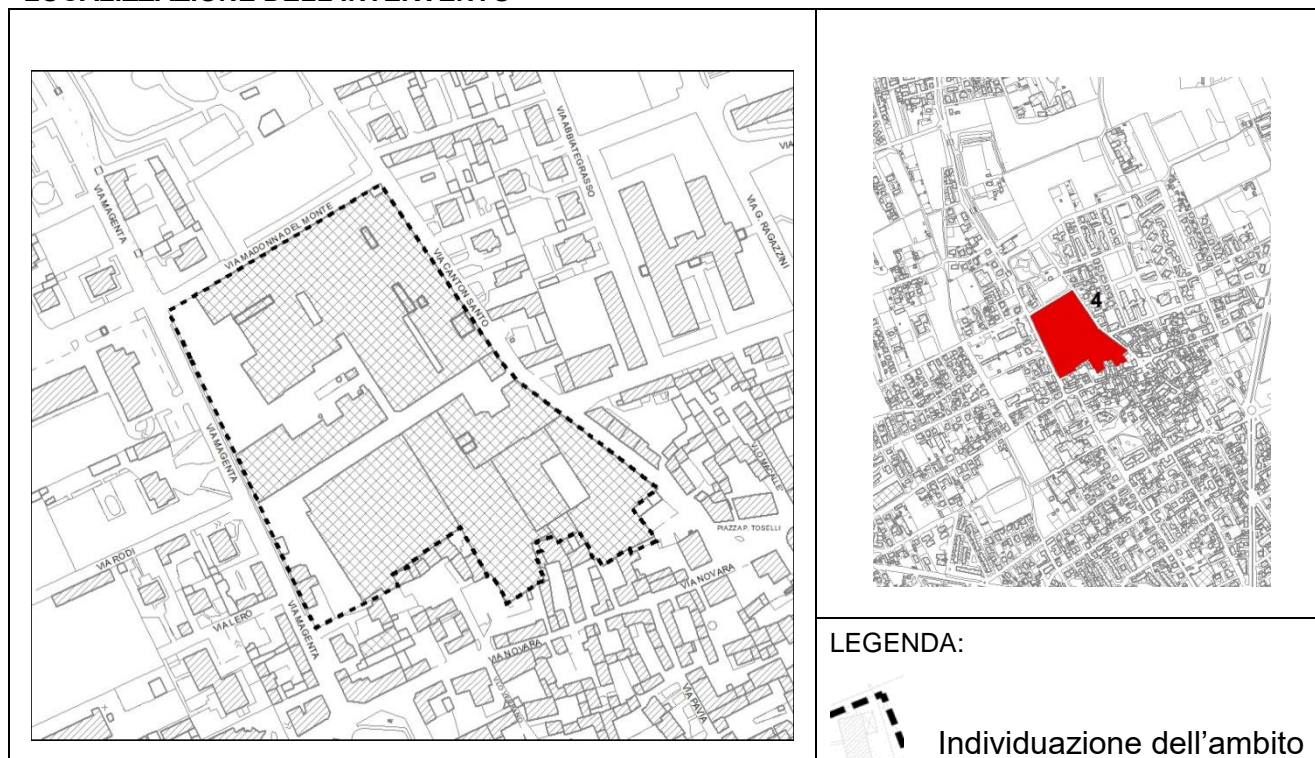 LOCALIZZAZIONE DELL'INTERVENTO
VIA MAGENTA
VIA MADONNA DEL MONTE
VIA CANTON SANTO
VIA ABBIATEGRASSO
VIA G. RAGAZZINI
VIA
VIA MAGENTA
VIA RODI
VIA LERO
VIA MAGENTA
PIAZZA P. TOSELLI
VIA NOVARA
VIA NOVARA
VIA PAVIA
4
LEGENDA:
Individuazione dell'ambito